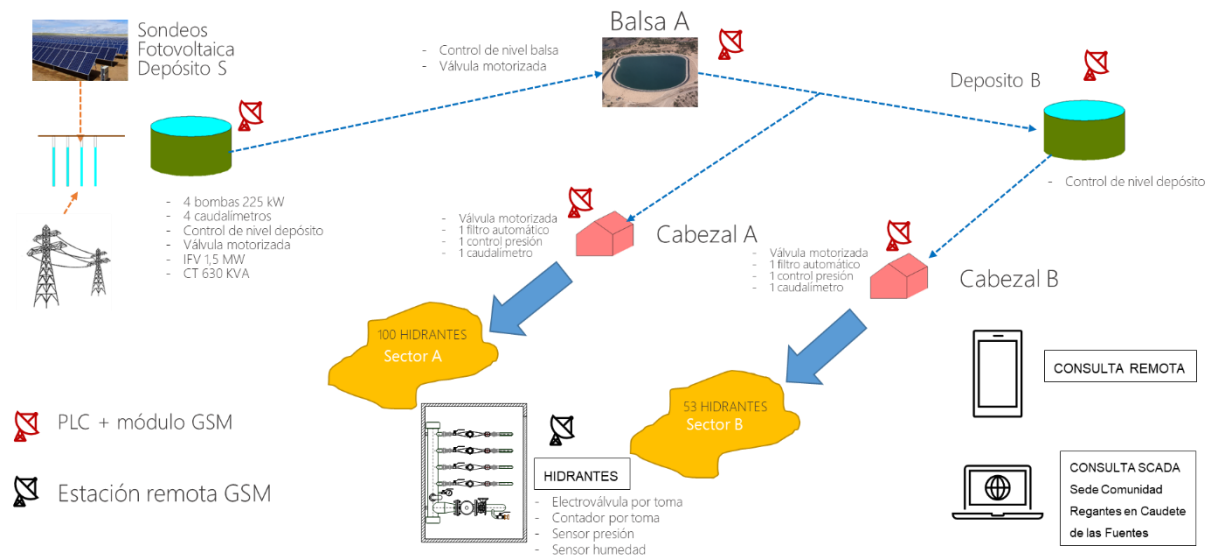 Sondeos
Fotovoltaica
Depósito S
Balsa A
- Control de nivel balsa
- Válvula motorizada
Deposito B
- Control de nivel depósito
- 4 bombas 225 kW
- 4 caudalímetros
- Control de nivel depósito
- Válvula motorizada
- IFV 1,5 MW
- CT 630 KVA
- Válvula motorizada
- 1 filtro automático
- 1 control presión
- 1 caudalímetro
Cabezal A
- Válvula motorizada
- 1 filtro automático
- 1 control presión
- 1 caudalímetro
Cabezal B
100 HIDRANTES
Sector A
53 HIDRANTES
Sector B
CONSULTA REMOTA
PLC + módulo GSM
Estación remota GSM
HIDRANTES
- Electroválvula por toma
- Contador por toma
- Sensor presión
- Sensor humedad
CONSULTA SCADA
Sede Comunidad
Regantes en Caudete
de las Fuentes